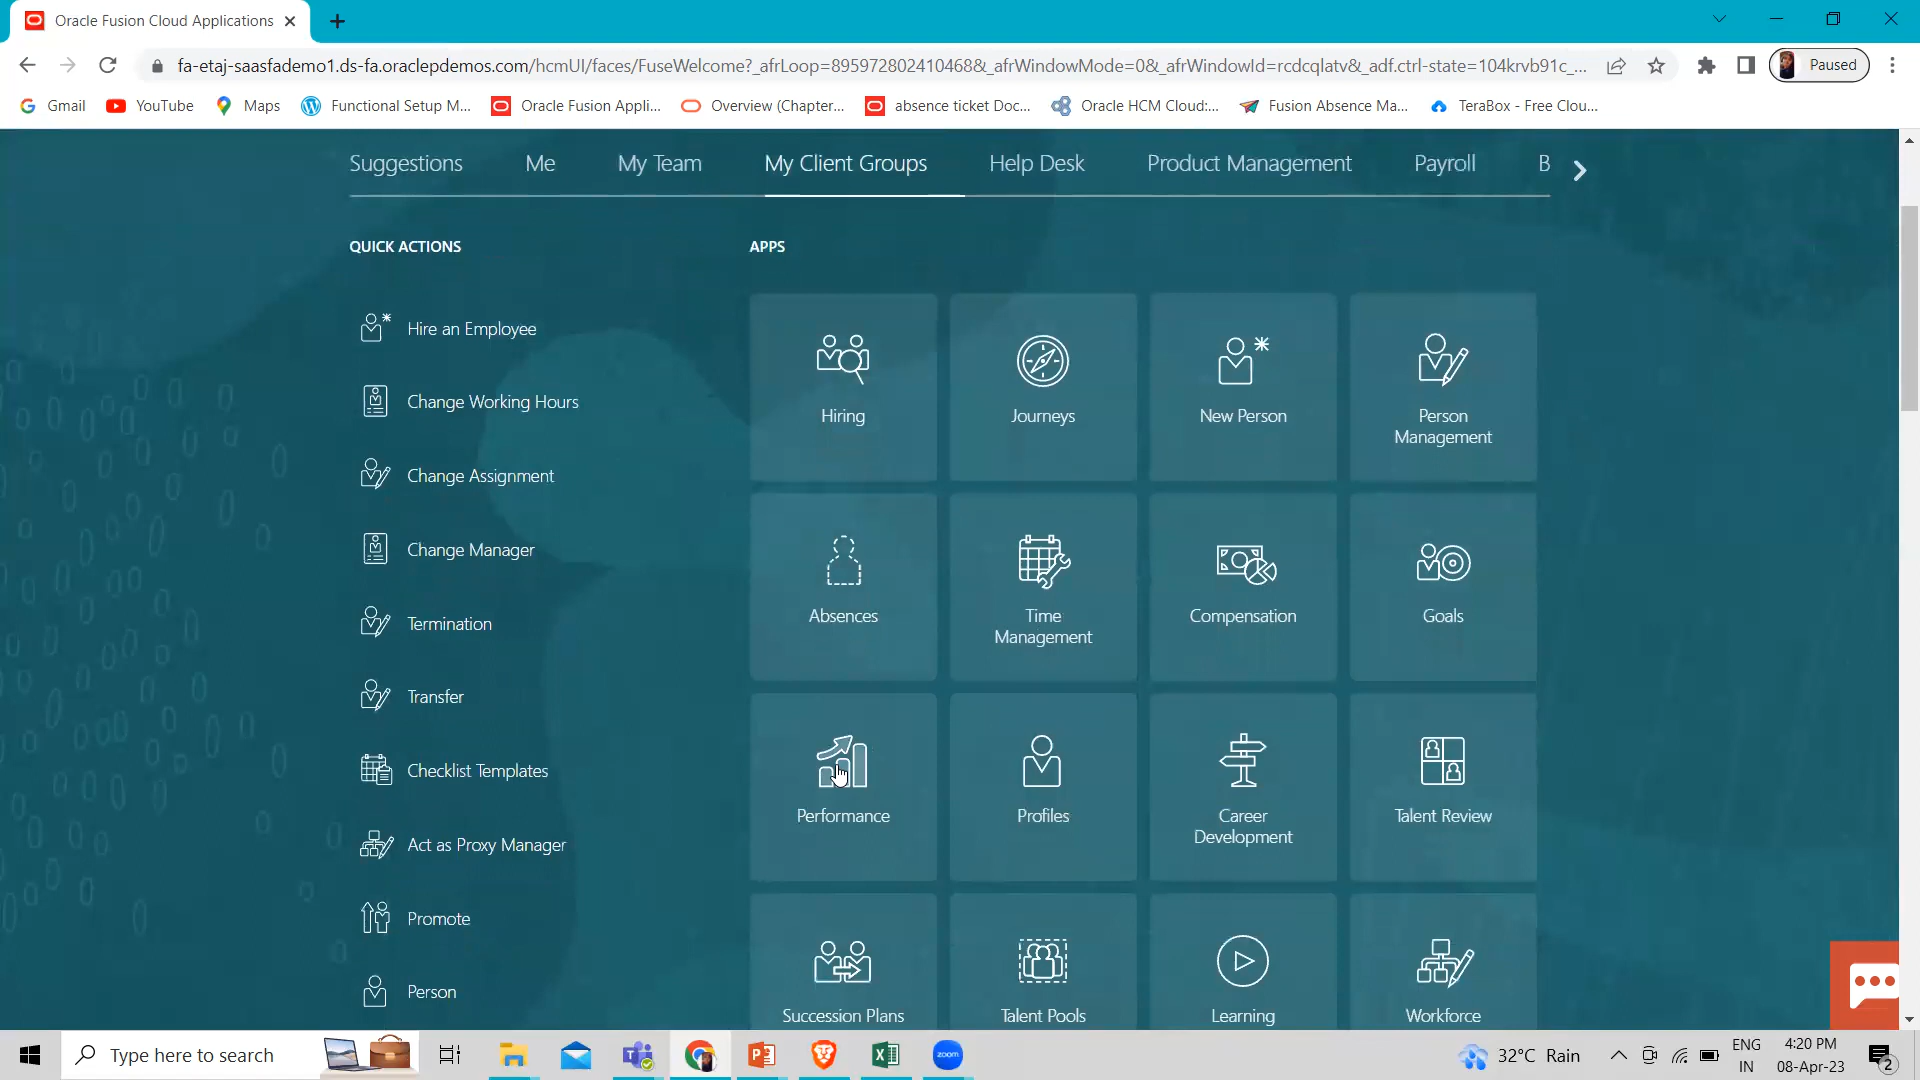 Oracle Fusion Cloud Applications
fa-etaj-saasfademo1.ds-fa.oraclepdemos.com/hcmUI/faces/FuseWelcome?_afrLoop=8959728024104​68&_afrWindowMode=0&_afrWindowId=rcdcqlatv&_adf.ctrl-state=104krvb91c_...
Paused
Gmail YouTube Maps Functional Setup M... Oracle Fusion Appli... Overview (Chapter... absence ticket Doc... Oracle HCM Cloud:... Fusion Absence Ma... TeraBox - Free Clou...
Suggestions Me My Team My Client Groups Help Desk Product Management Payroll B
QUICK ACTIONS
Hire an Employee
Change Working Hours
Change Assignment
Change Manager
Termination
Transfer
Checklist Templates
Act as Proxy Manager
Promote
Person
APPS
Hiring
Journeys
New Person
Person
Management
Absences
Time
Management
Compensation
Goals
Performance
Profiles
Career
Development
Talent Review
Succession Plans
Talent Pools
Learning
Workforce
Type here to search
zoom
32°C Rain
ENG
IN
4:20 PM
08-Apr-23
2